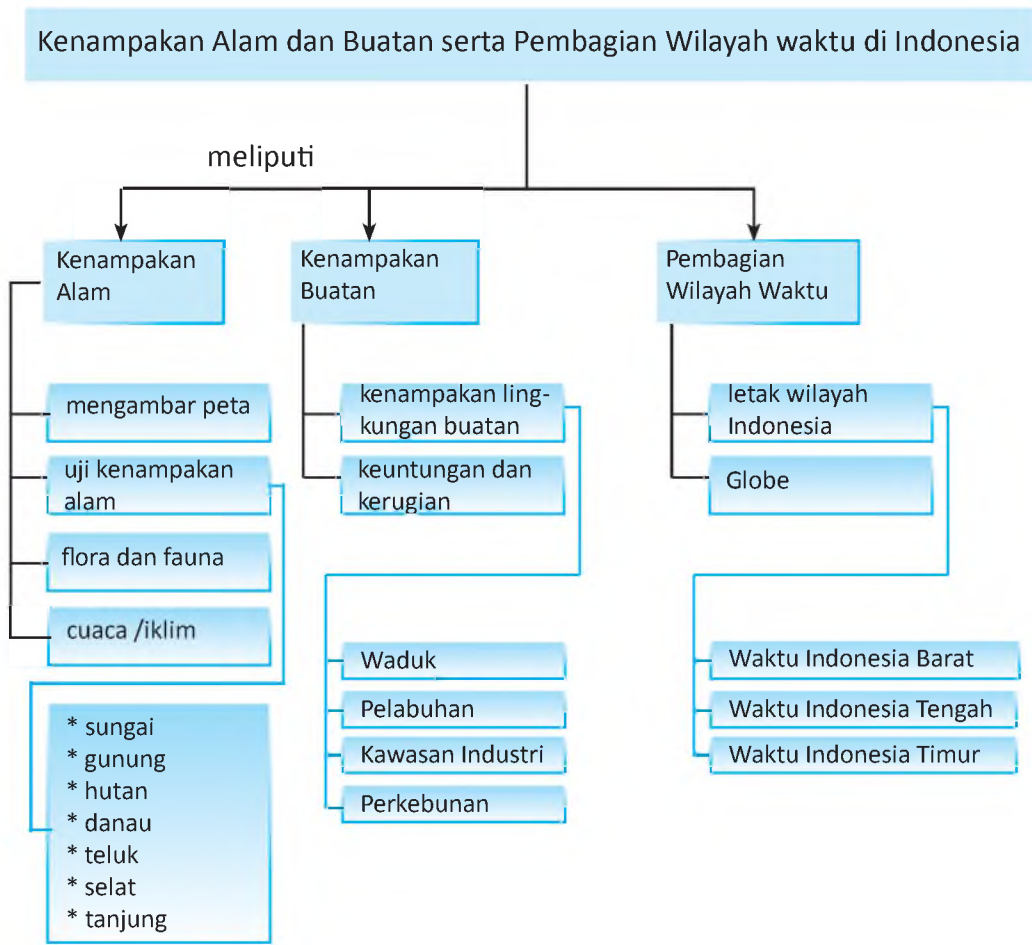 Kenampakan Alam dan Buatan serta Pembagian Wilayah waktu di Indonesia
meliputi
Kenampakan
Alam
mengambar peta
uji kenampakan
alam
flora dan fauna
cuaca /iklim
* sungai
* gunung
* hutan
* danau
* teluk
* selat
* tanjung
Kenampakan
Buatan
kenampakan ling-
kungan buatan
keuntungan dan
kerugian
Waduk
Pelabuhan
Kawasan Industri
Perkebunan
Pembagian
Wilayah Waktu
letak wilayah
Indonesia
Globe
Waktu Indonesia Barat
Waktu Indonesia Tengah
Waktu Indonesia Timur